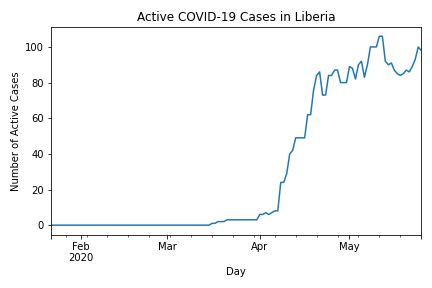 Active COVID-19 Cases in Liberia
Number of Active Cases
100
80
60
40
20
0
Feb
2020
Mar
Apr
May
Day